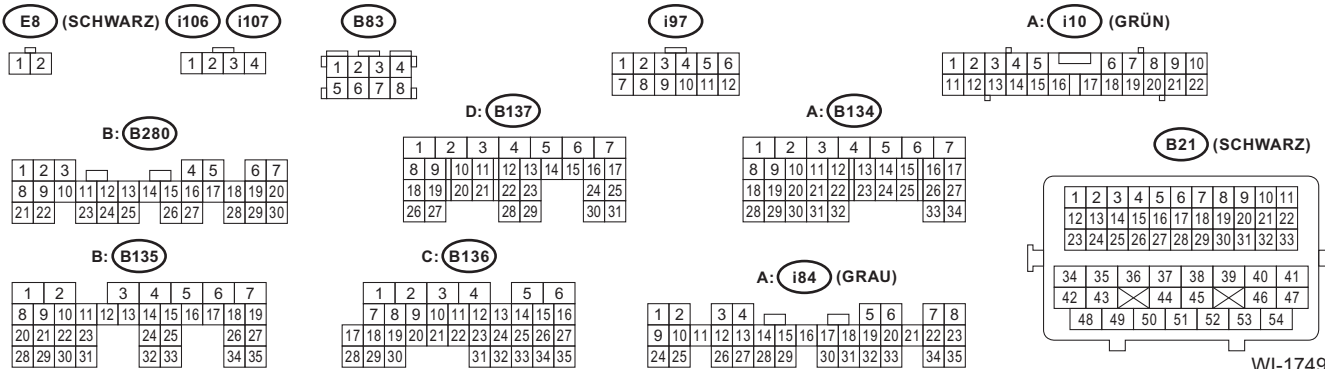 E8 (SCHWARZ) i106 i107 B83 i97 A: i10 (GRÜN)
1 2
1 2 3 4
1 2 3 4
5 6 7 8
1 2 3 4 5 6
7 8 9 10 11 12
1 2 3 4 5 6 7 8 9 10
11 12 13 14 15 16 17 18 19 20 21 22
B: B280
1 2 3 4 5 6 7
8 9 10 11 12 13 14 15 16 17 18 19 20
21 22 23 24 25 26 27 28 29 30
D: B137
1 2 3 4 5 6 7
8 9 10 11 12 13 14 15 16 17
18 19 20 21 22 23 24 25
26 27 28 29 30 31
A: B134
1 2 3 4 5 6 7
8 9 10 11 12 13 14 15 16 17
18 19 20 21 22 23 24 25 26 27
28 29 30 31 32 33 34
B21 (SCHWARZ)
1 2 3 4 5 6 7 8 9 10 11
12 13 14 15 16 17 18 19 20 21 22
23 24 25 26 27 28 29 30 31 32 33
34 35 36 37 38 39 40 41
42 43 44 45 46 47
48 49 50 51 52 53 54
B: B135
1 2 3 4 5 6 7
8 9 10 11 12 13 14 15 16 17 18 19
20 21 22 23 24 25 26 27
28 29 30 31 32 33 34 35
C: B136
1 2 3 4 5 6
7 8 9 10 11 12 13 14 15 16
17 18 19 20 21 22 23 24 25 26 27
28 29 30 31 32 33 34 35
A: i84 (GRAU)
1 2 3 4 5 6 7 8
9 10 11 12 13 14 15 16 17 18 19 20 21 22 23
24 25 26 27 28 29 30 31 32 33 34 35
WI-1749